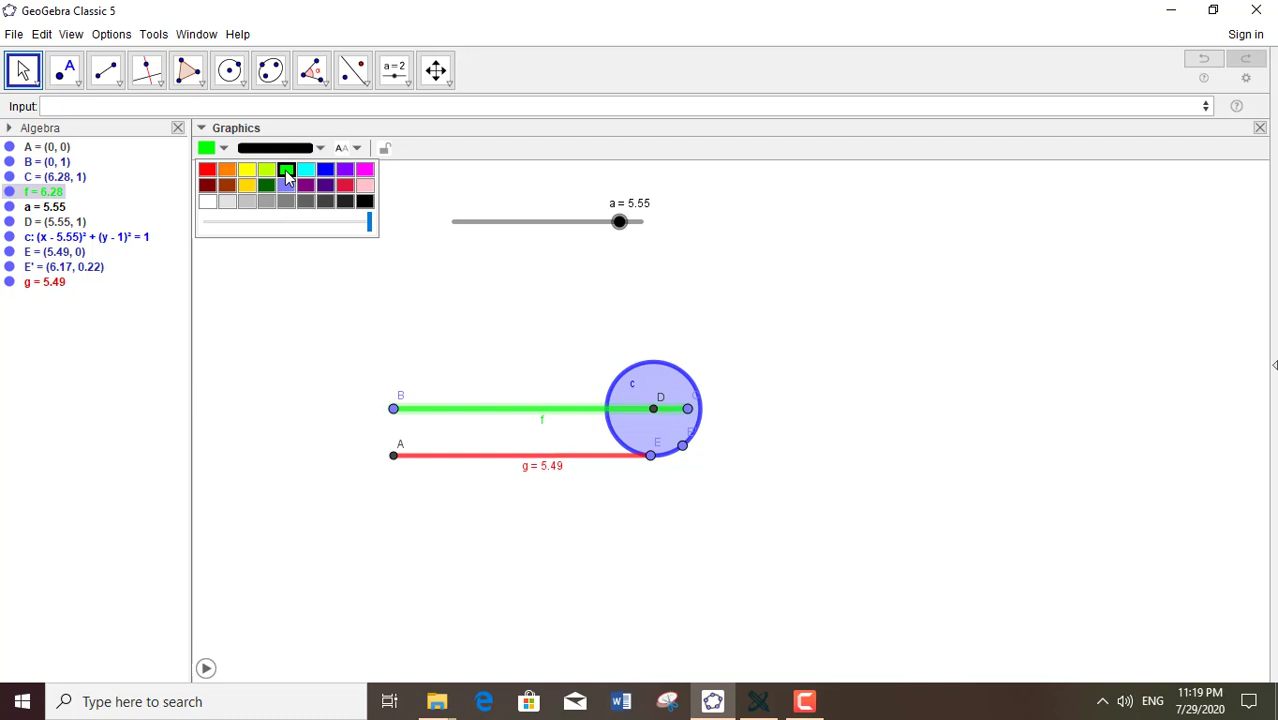 GeoGebra Classic 5
File Edit View Options Tools Window Help
Sign in
A
α
a = 2
Input:
Algebra
Graphics
A = (0, 0)
B = (0, 1)
C = (6.28, 1)
f = 6.28
a = 5.55
D = (5.55, 1)
c: (x - 5.55)² + (y - 1)² = 1
E = (5.49, 0)
E' = (6.17, 0.22)
g = 5.49
AA
a = 5.55
c
B
D
f
A
E
g = 5.49
Type here to search
ENG
11:19 PM
7/29/2020